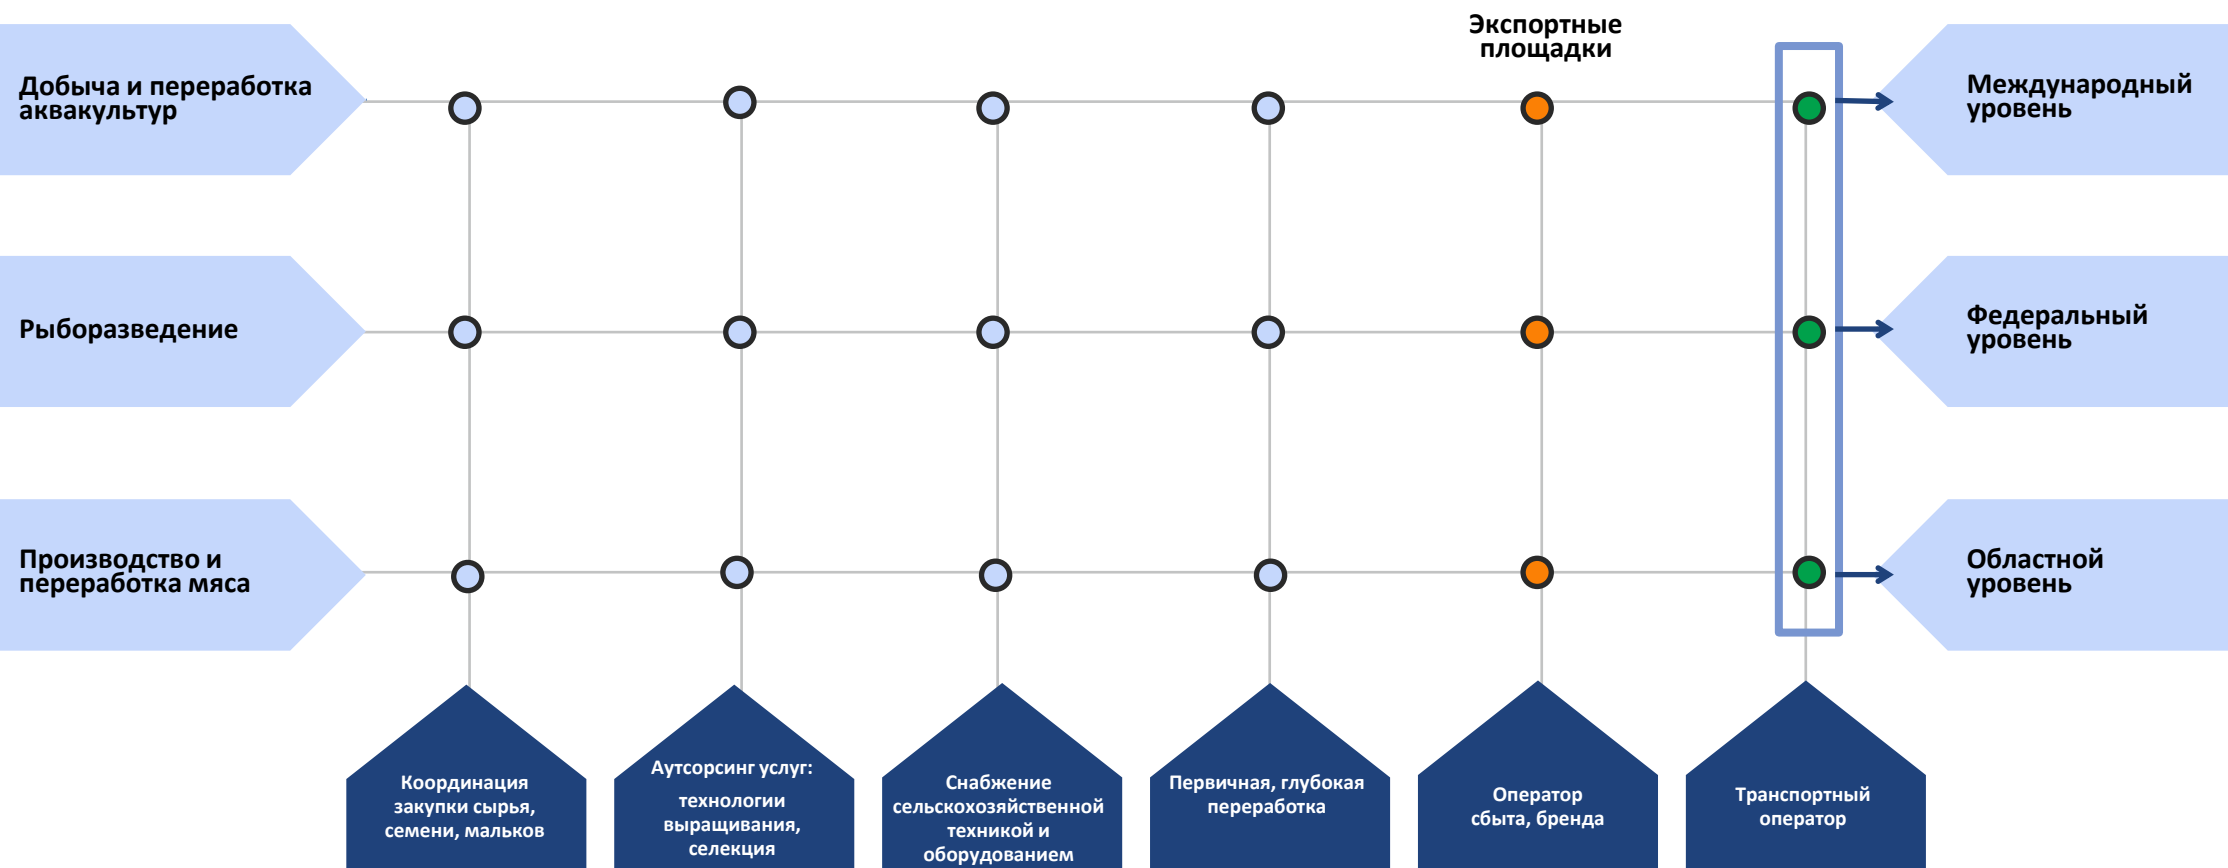 Экспортные
площадки
Добыча и переработка
аквакультур
Международный
уровень
Рыборазведение
Федеральный
уровень
Производство и
переработка мяса
Областной
уровень
Координация
закупки сырья,
семени, мальков
Аутсорсинг услуг:
технологии
выращивания,
селекция
Снабжение
сельскохозяйственной
техникой и
оборудованием
Первичная, глубокая
переработка
Оператор
сбыта, бренда
Транспортный
оператор